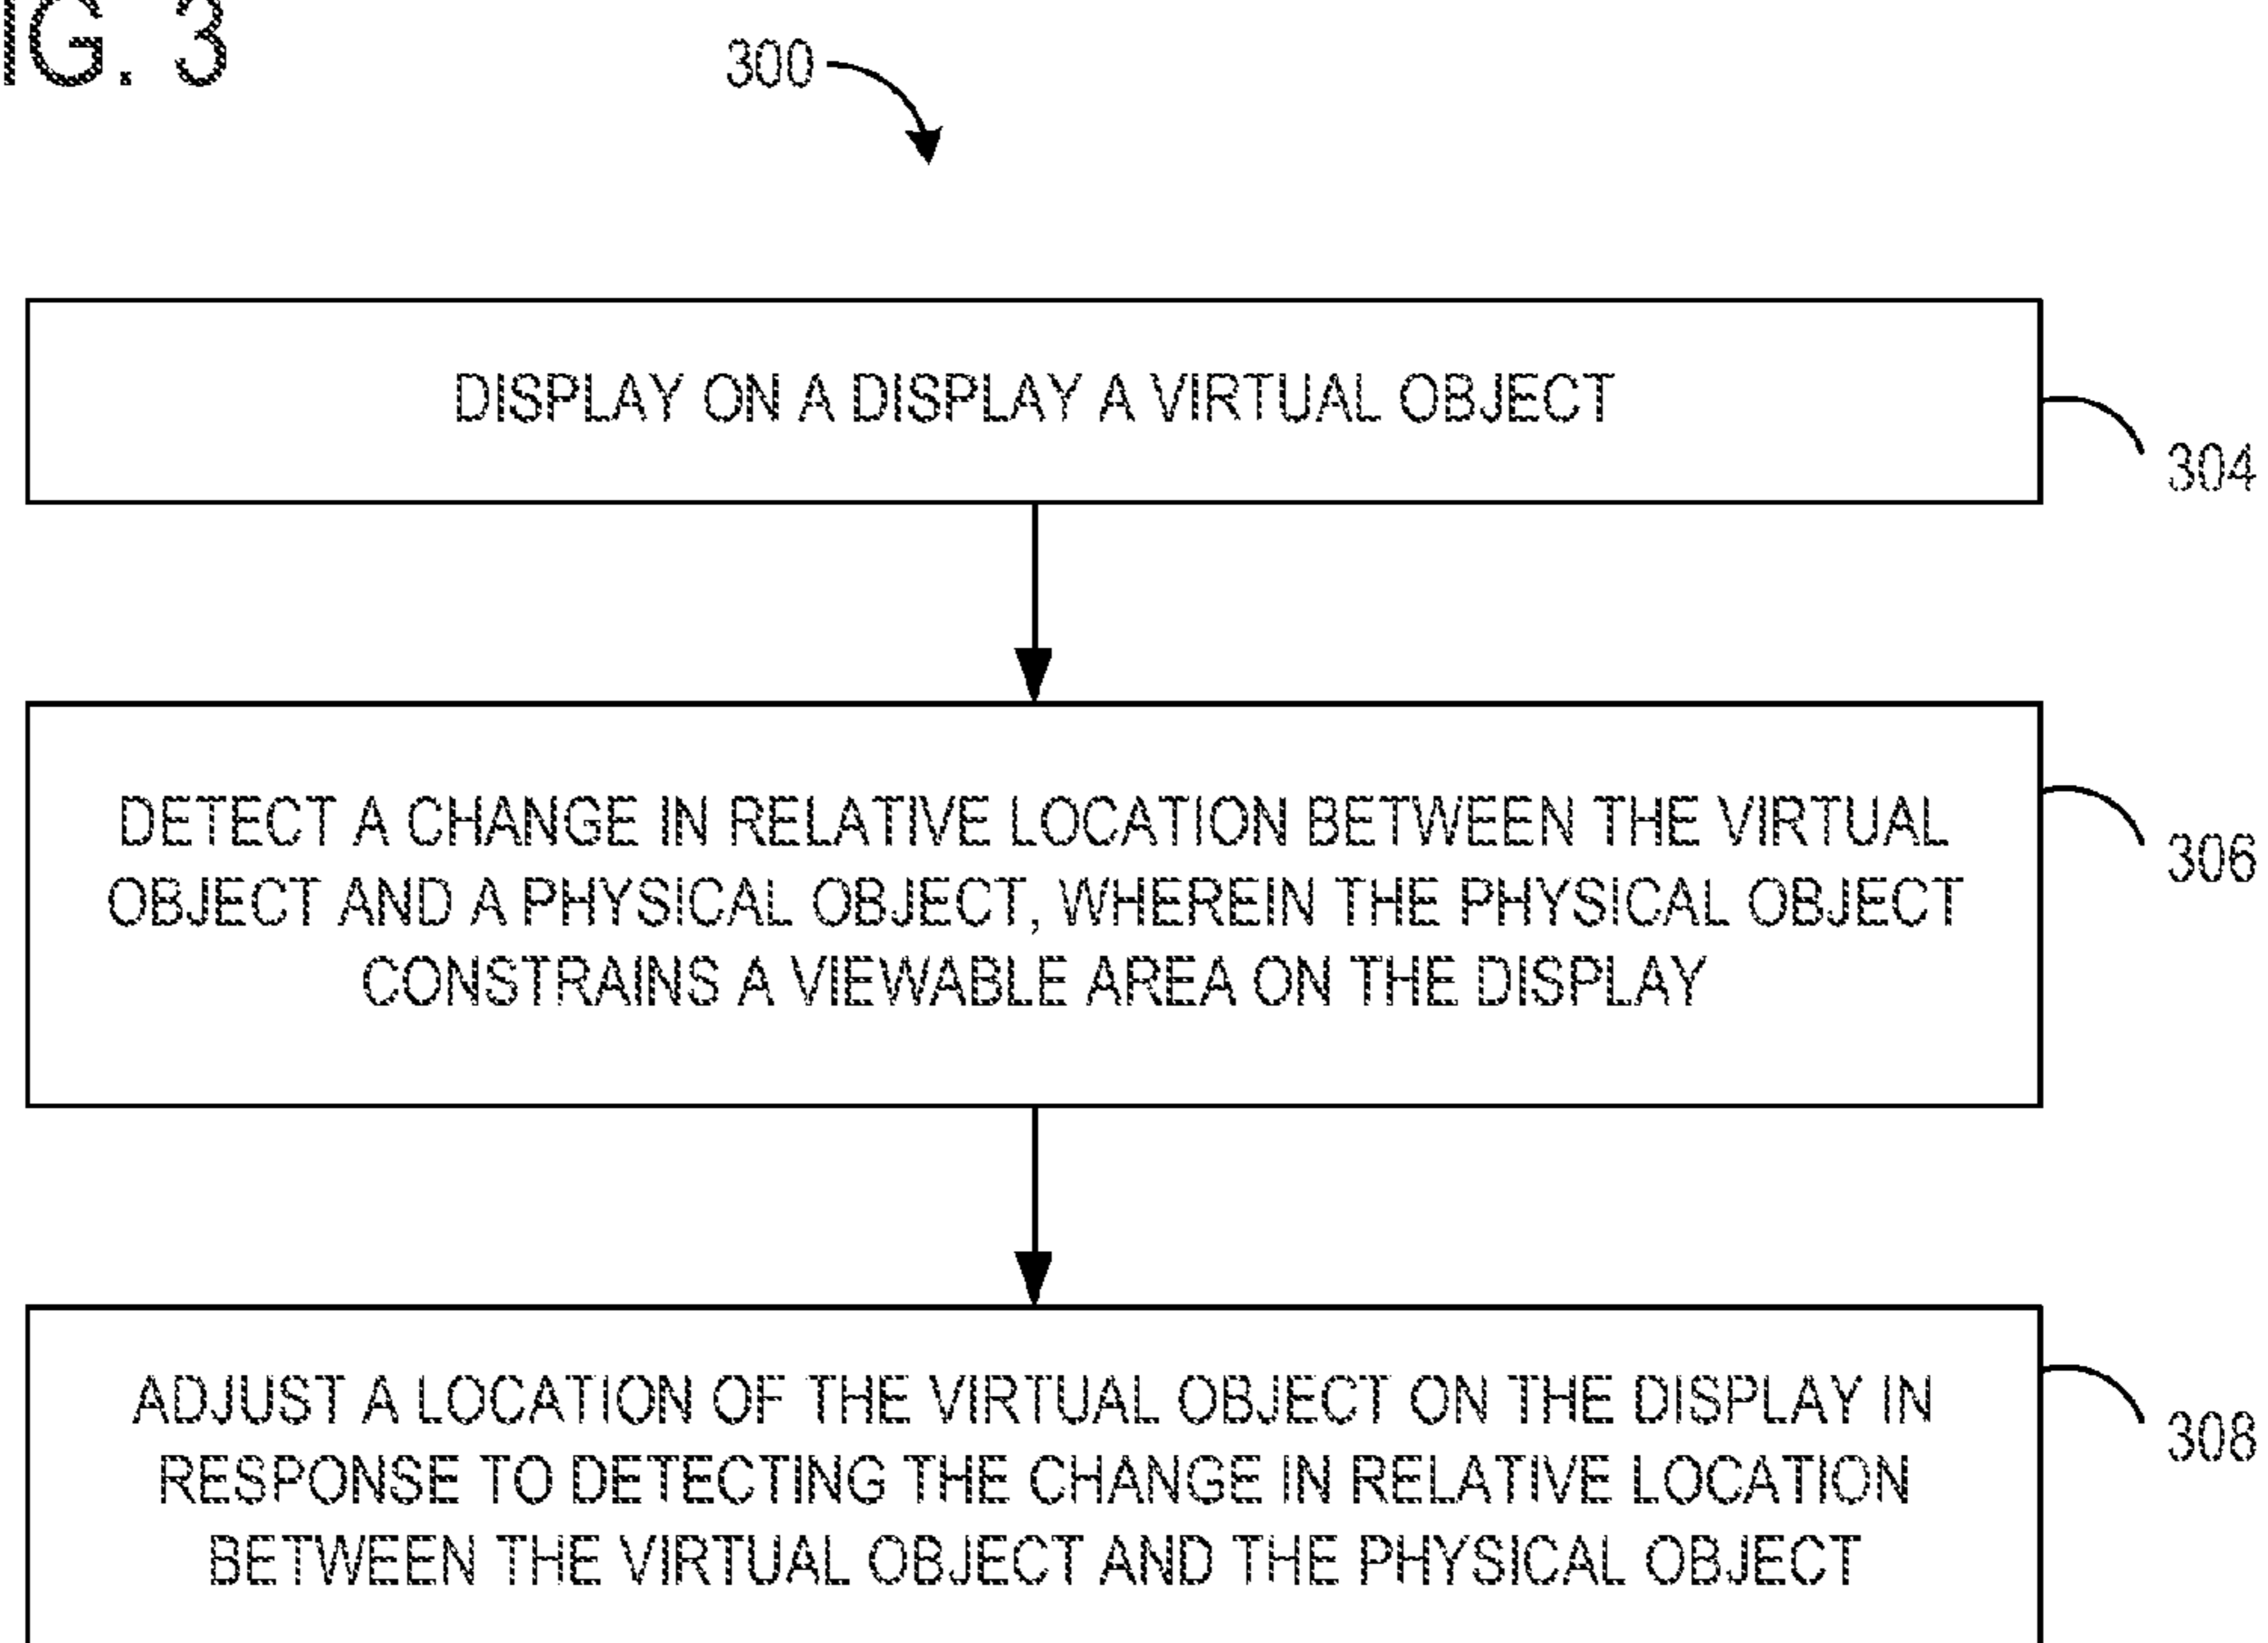 IG. 3
300
DISPLAY ON A DISPLAY A VIRTUAL OBJECT
304
DETECT A CHANGE IN RELATIVE LOCATION BETWEEN THE VIRTUAL
OBJECT AND A PHYSICAL OBJECT, WHEREIN THE PHYSICAL OBJECT
CONSTRAINS A VIEWABLE AREA ON THE DISPLAY
306
ADJUST A LOCATION OF THE VIRTUAL OBJECT ON THE DISPLAY IN
RESPONSE TO DETECTING THE CHANGE IN RELATIVE LOCATION
BETWEEN THE VIRTUAL OBJECT AND THE PHYSICAL OBJECT
308